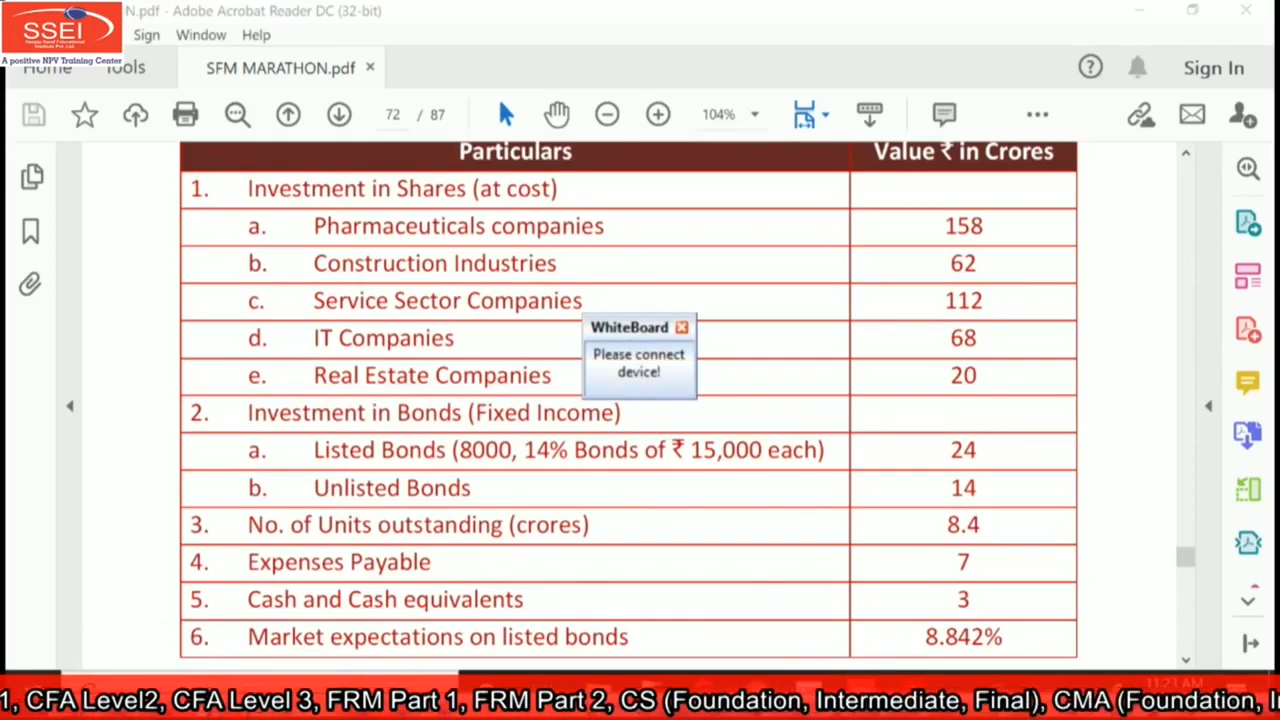 N.pdf - Adobe Acrobat Reader DC (32-bit)
SSEI
A positive NPV Training Center
Sign Window Help
Home Tools SFM MARATHON.pdf × Sign In
72 / 87 104%
Particulars Value ₹ in Crores
1. Investment in Shares (at cost)
a. Pharmaceuticals companies 158
b. Construction Industries 62
c. Service Sector Companies 112
d. IT Companies 68
e. Real Estate Companies 20
WhiteBoard
Please connect
device!
2. Investment in Bonds (Fixed Income)
a. Listed Bonds (8000, 14% Bonds of ₹ 15,000 each) 24
b. Unlisted Bonds 14
3. No. of Units outstanding (crores) 8.4
4. Expenses Payable 7
5. Cash and Cash equivalents 3
6. Market expectations on listed bonds 8.842%
11:23 AM
1, CFA Level2, CFA Level 3, FRM Part 1, FRM Part 2, CS (Foundation, Intermediate, Final), CMA (Foundation,